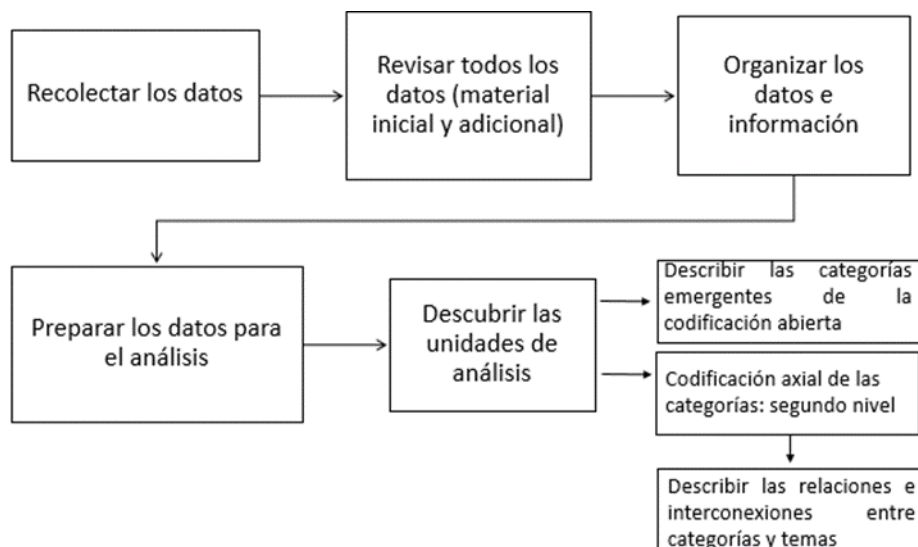 Recolectar los datos
Revisar todos los
datos (material
inicial y adicional)
Organizar los
datos e
información
Preparar los datos para
el análisis
Descubrir las
unidades de
análisis
Describir las categorías
emergentes de la
codificación abierta
Codificación axial de las
categorías: segundo nivel
Describir las relaciones e
interconexiones entre
categorías y temas